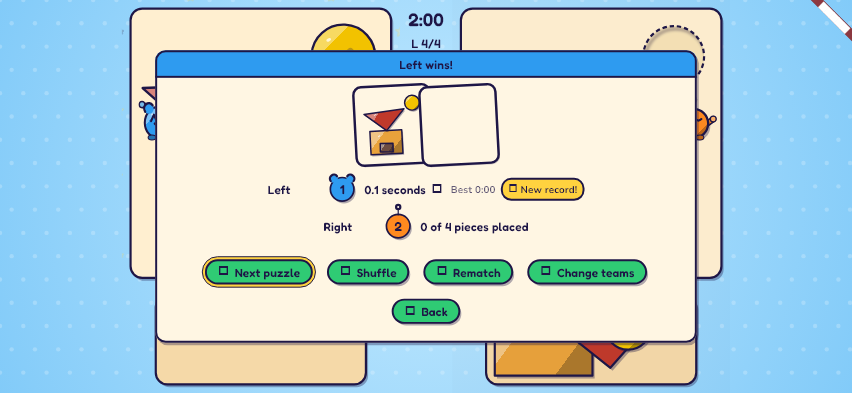 2:00
L 4/4
Left wins!
Left 1 0.1 seconds Best 0:00 New record!
Right 2 0 of 4 pieces placed
Next puzzle Shuffle Rematch Change teams
Back